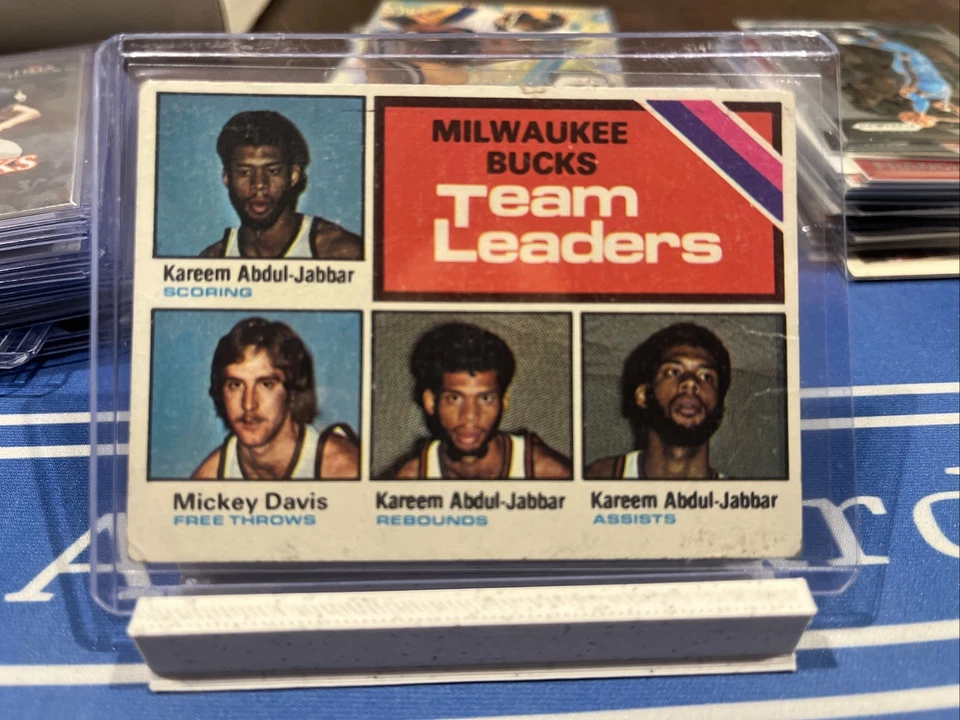 MILWAUKEE
BUCKS
Team
Leaders
Kareem Abdul-Jabbar
SCORING
Mickey Davis
FREE THROWS
Kareem Abdul-Jabbar
REBOUNDS
Kareem Abdul-Jabbar
ASSISTS